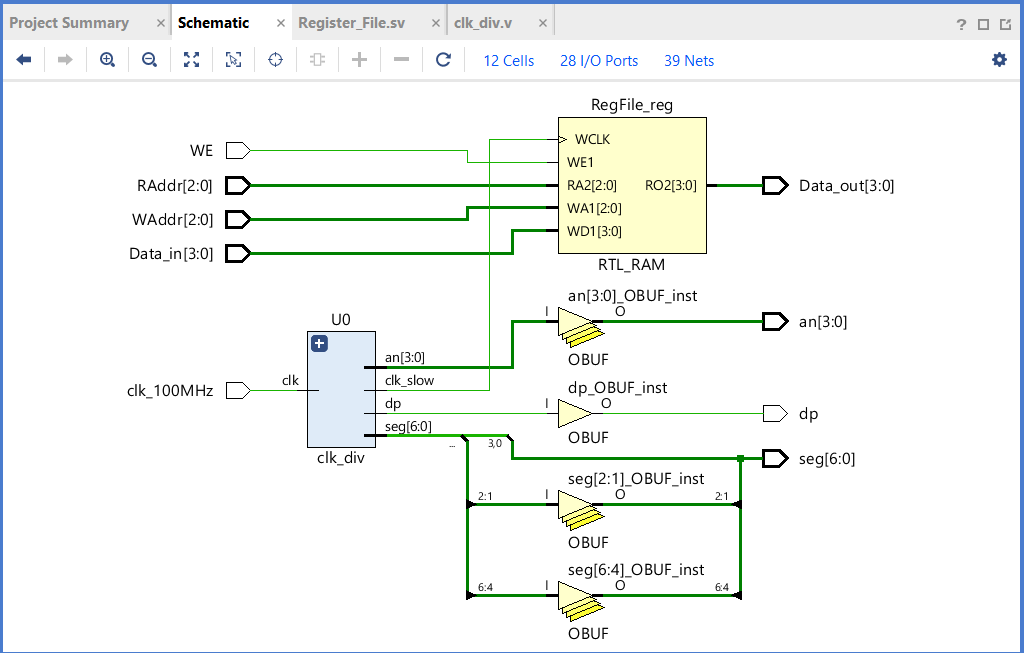 Project Summary × Schematic × Register_File.sv × clk_div.v × ?
12 Cells 28 I/O Ports 39 Nets
RegFile_reg
WCLK
WE
WE1
RAddr[2:0] RA2[2:0] RO2[3:0] Data_out[3:0]
WAddr[2:0] WA1[2:0]
Data_in[3:0] WD1[3:0]
RTL_RAM
an[3:0]_OBUF_inst
I O
an[3:0]
U0
OBUF
an[3:0]
clk_100MHz clk clk_slow
dp_OBUF_inst
dp I O dp
OBUF
seg[6:0]
clk_div ... 3,0 seg[6:0]
seg[2:1]_OBUF_inst
2:1 I O 2:1
OBUF
seg[6:4]_OBUF_inst
6:4 I O 6:4
OBUF